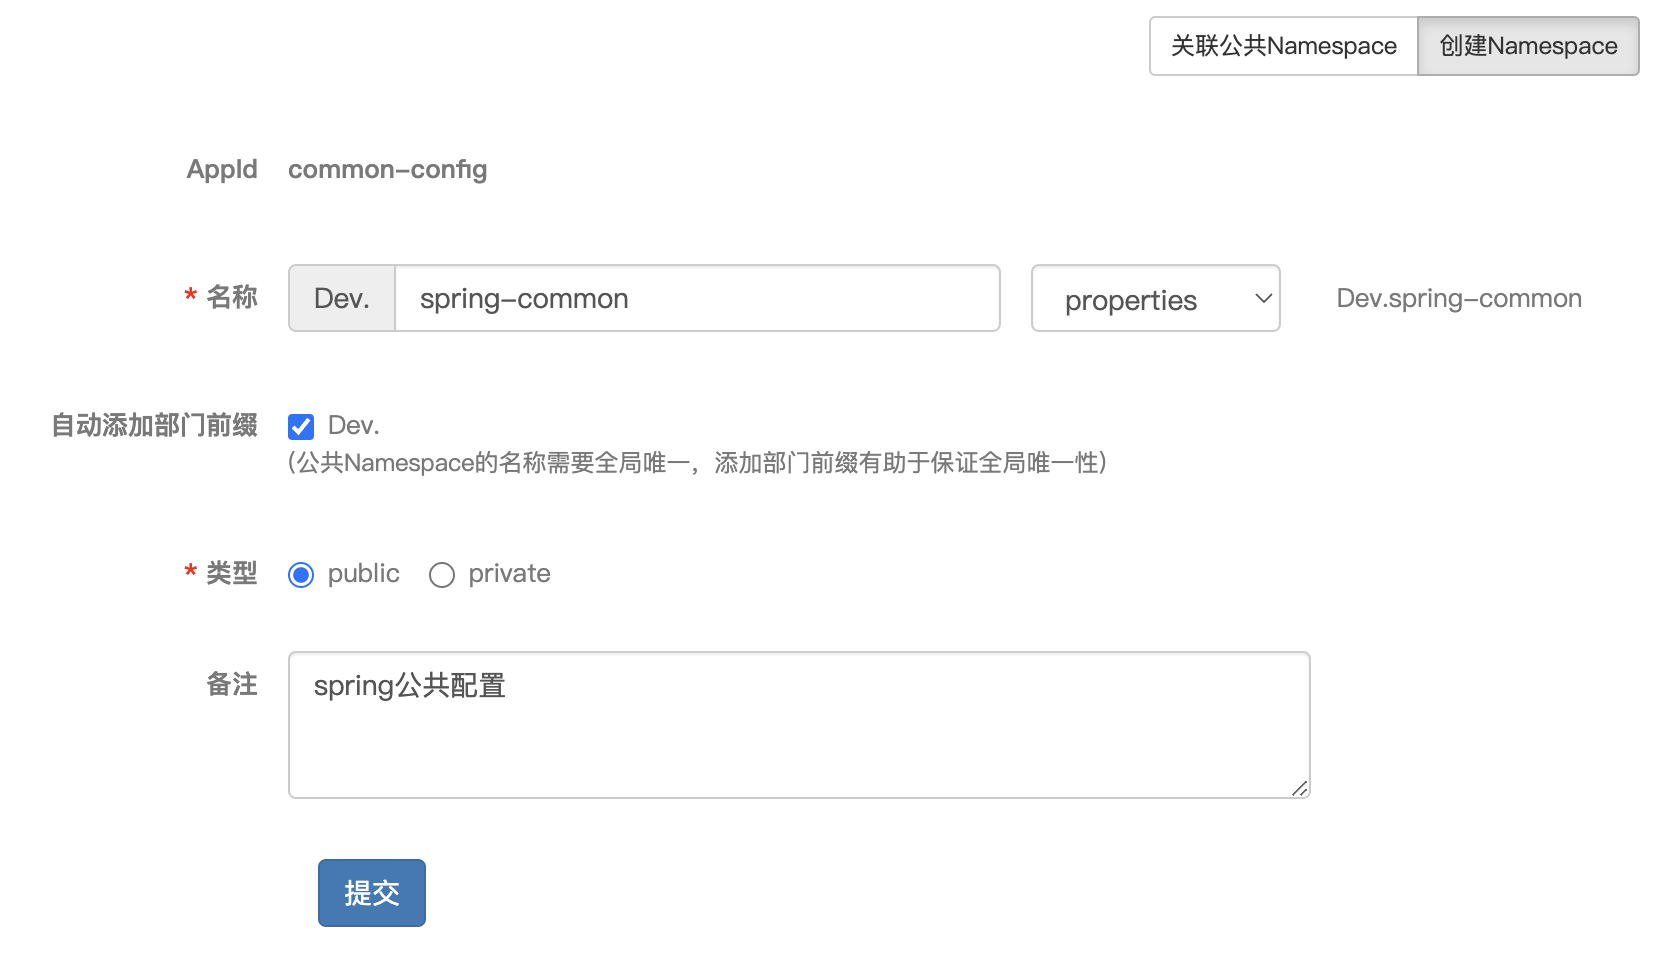 关联公共Namespace 创建Namespace
AppId common-config
* 名称 Dev. spring-common properties Dev.spring-common
自动添加部门前缀 Dev.
(公共Namespace的名称需要全局唯一，添加部门前缀有助于保证全局唯一性)
* 类型 public private
备注 spring公共配置
提交